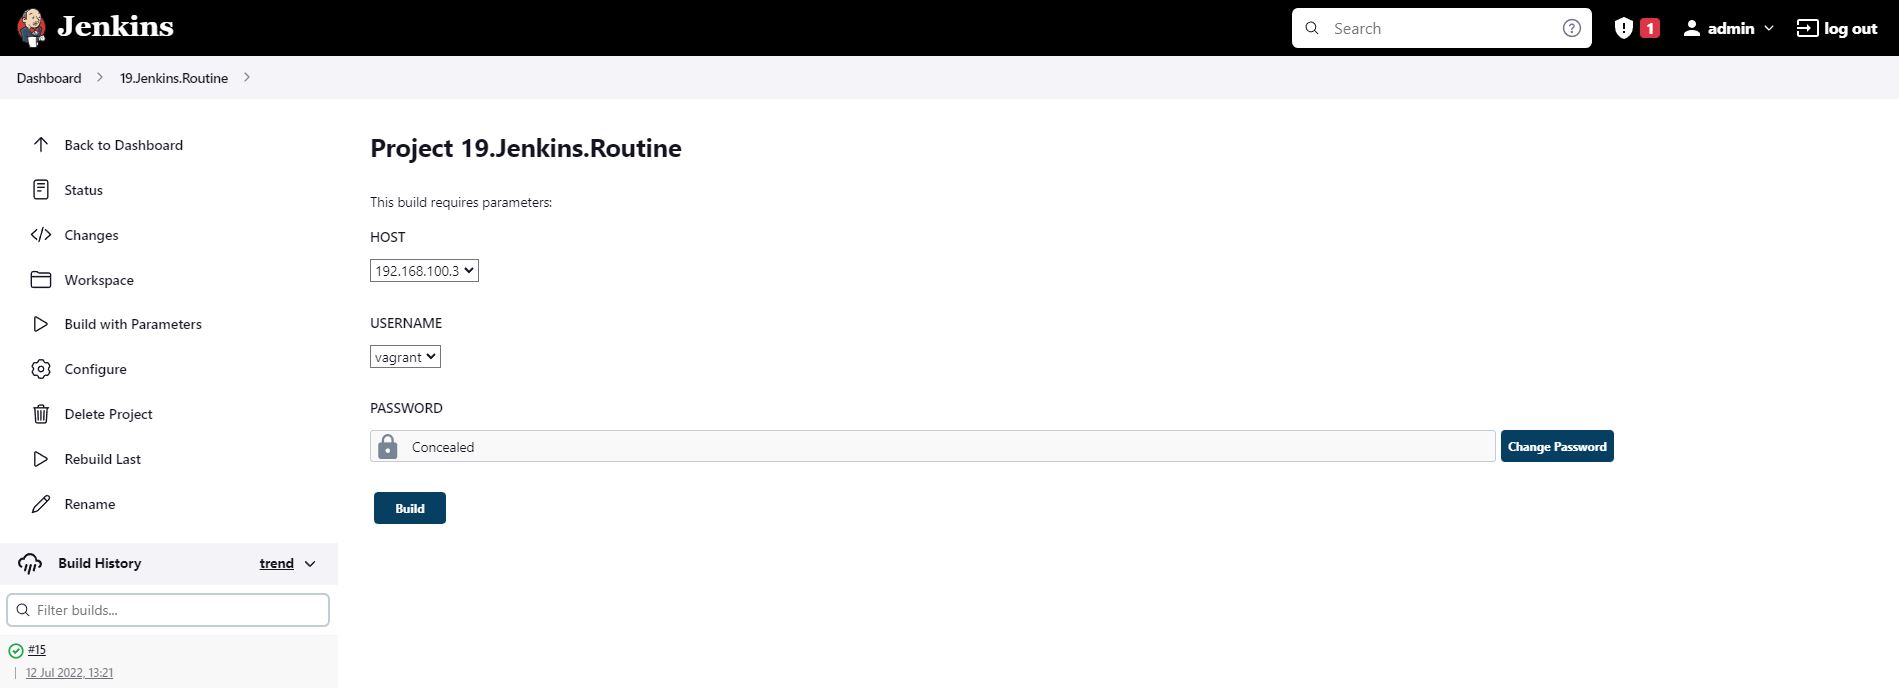 Jenkins
Search
1
admin
log out
Dashboard
19.Jenkins.Routine
Back to Dashboard
Status
Changes
Workspace
Build with Parameters
Configure
Delete Project
Rebuild Last
Rename
Build History
trend
Filter builds...
#15
12 Jul 2022, 13:21
Project 19.Jenkins.Routine
This build requires parameters:
HOST
192.168.100.3
USERNAME
vagrant
PASSWORD
Concealed
Change Password
Build